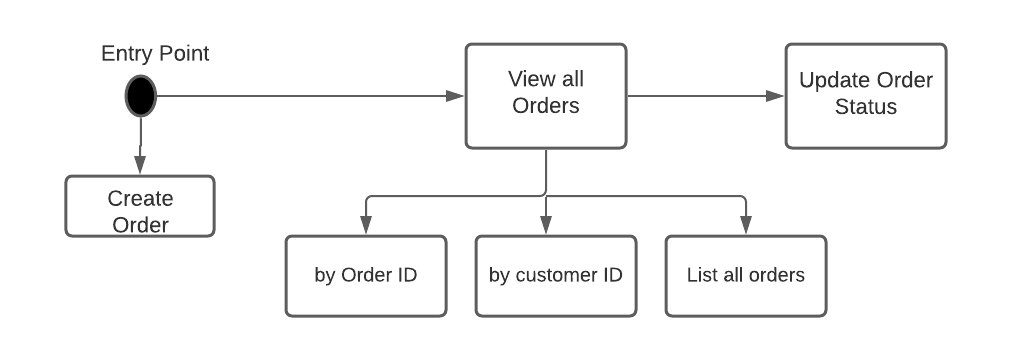 Entry Point
View all
Orders
Update Order
Status
Create
Order
by Order ID
by customer ID
List all orders